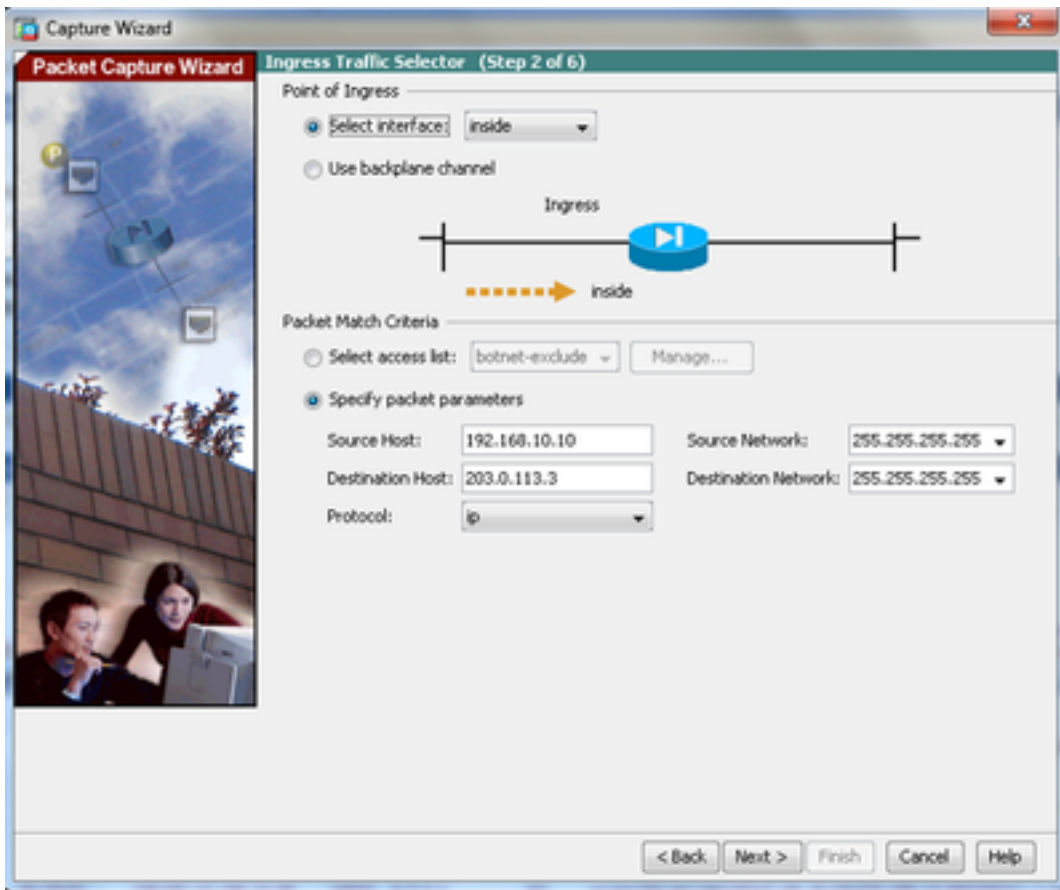 Capture Wizard
Packet Capture Wizard
Ingress Traffic Selector (Step 2 of 6)
Point of Ingress
Select interface: inside
Use backplane channel
Ingress
inside
Packet Match Criteria
Select access list: botnet-exclude Manage...
Specify packet parameters
Source Host: 192.168.10.10 Source Network: 255.255.255.255
Destination Host: 203.0.113.3 Destination Network: 255.255.255.255
Protocol: ip
< Back Next > Finish Cancel Help